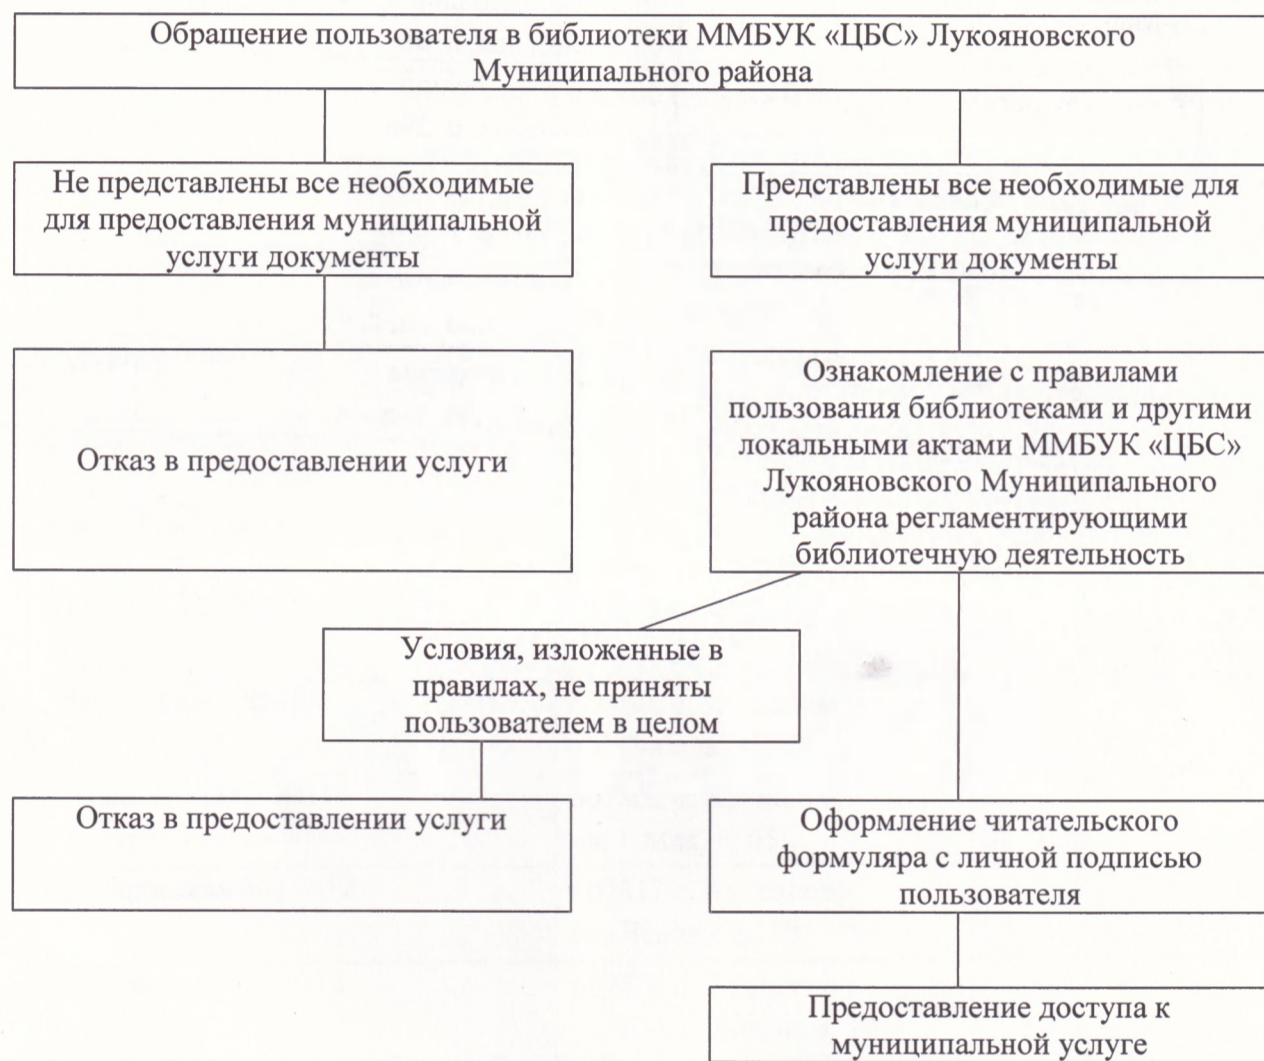 Обращение пользователя в библиотеки ММБУК «ЦБС» Лукояновского
Муниципального района
Не представлены все необходимые
для предоставления муниципальной
услуги документы
Представлены все необходимые для
предоставления муниципальной
услуги документы
Отказ в предоставлении услуги
Ознакомление с правилами
пользования библиотеками и другими
локальными актами ММБУК «ЦБС»
Лукояновского Муниципального
района регламентирующими
библиотечную деятельность
Условия, изложенные в
правилах, не приняты
пользователем в целом
Отказ в предоставлении услуги
Оформление читательского
формуляра с личной подписью
пользователя
Предоставление доступа к
муниципальной услуге